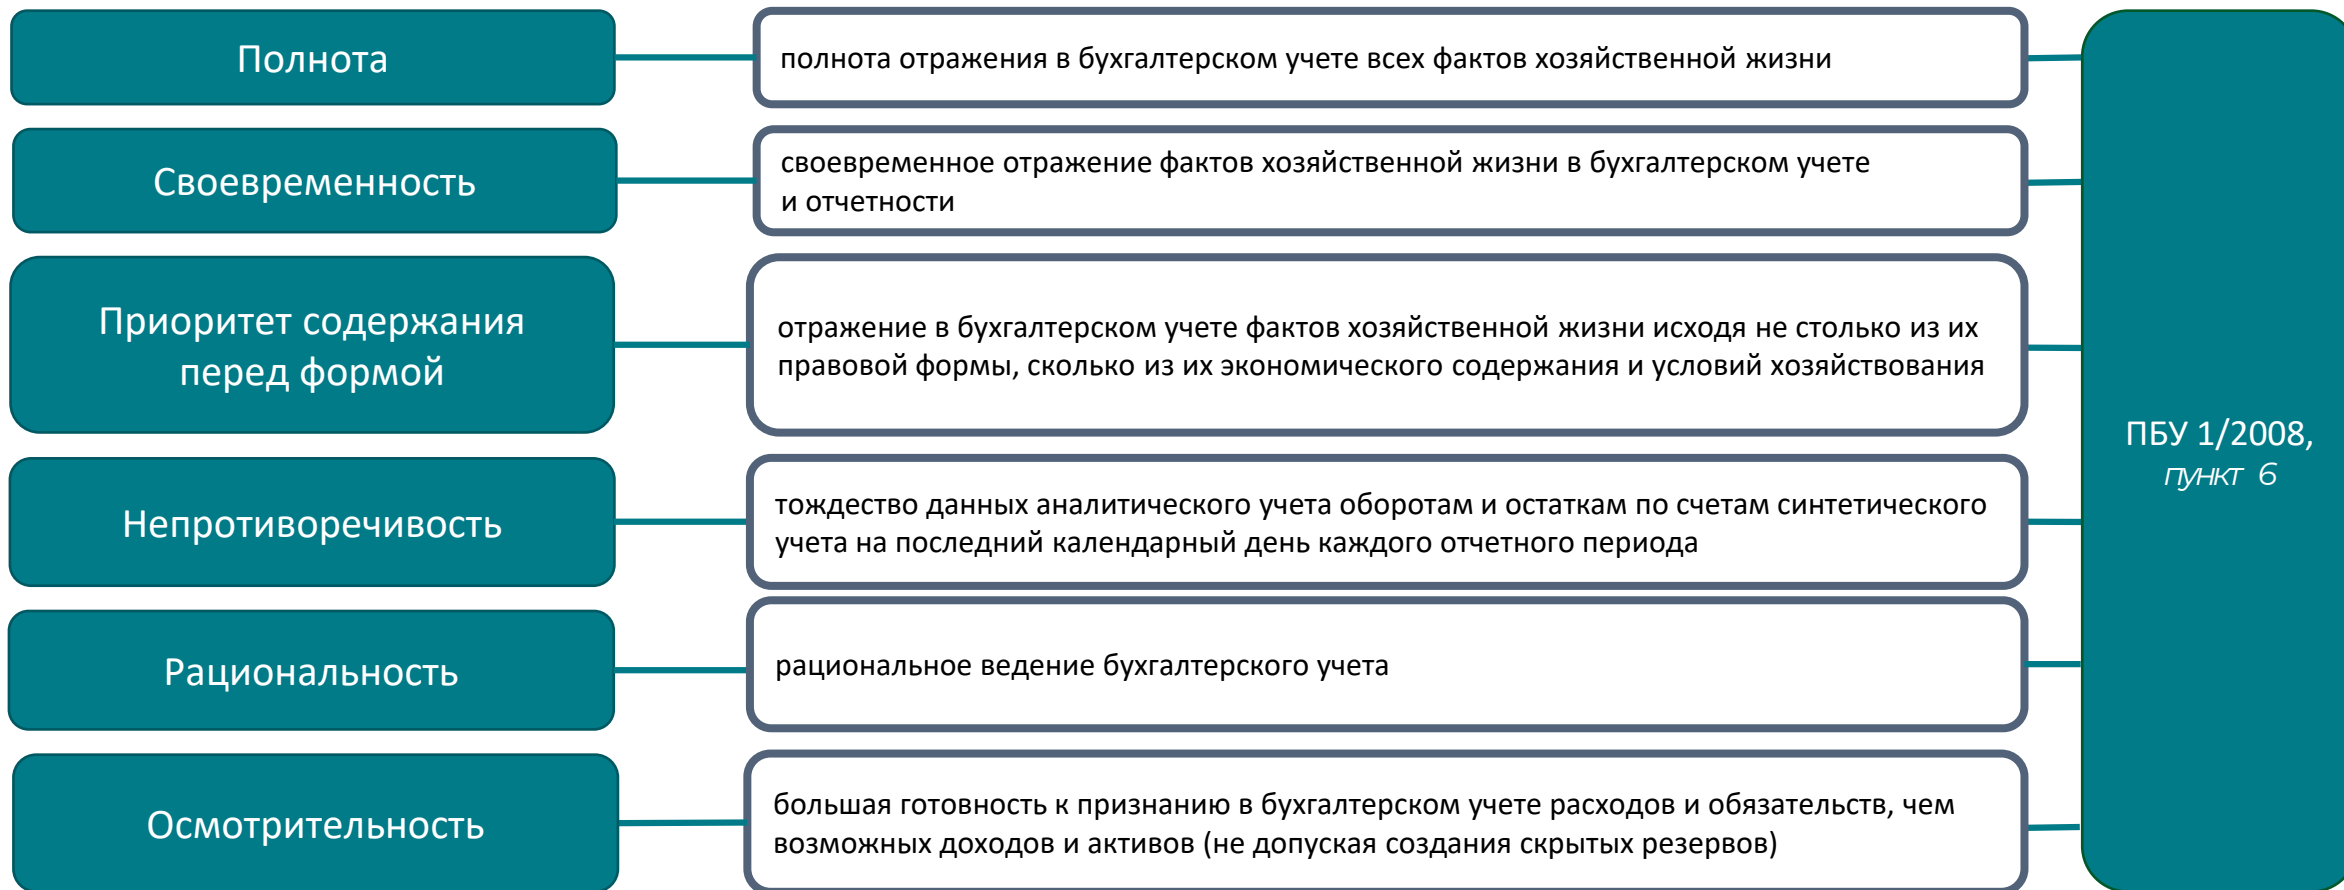 Полнота
полнота отражения в бухгалтерском учете всех фактов хозяйственной жизни
Своевременность
своевременное отражение фактов хозяйственной жизни в бухгалтерском учете
и отчетности
Приоритет содержания
перед формой
отражение в бухгалтерском учете фактов хозяйственной жизни исходя не столько из их
правовой формы, сколько из их экономического содержания и условий хозяйствования
Непротиворечивость
тождество данных аналитического учета оборотам и остаткам по счетам синтетического
учета на последний календарный день каждого отчетного периода
Рациональность
рациональное ведение бухгалтерского учета
Осмотрительность
большая готовность к признанию в бухгалтерском учете расходов и обязательств, чем
возможных доходов и активов (не допуская создания скрытых резервов)
ПБУ 1/2008,
пункт 6